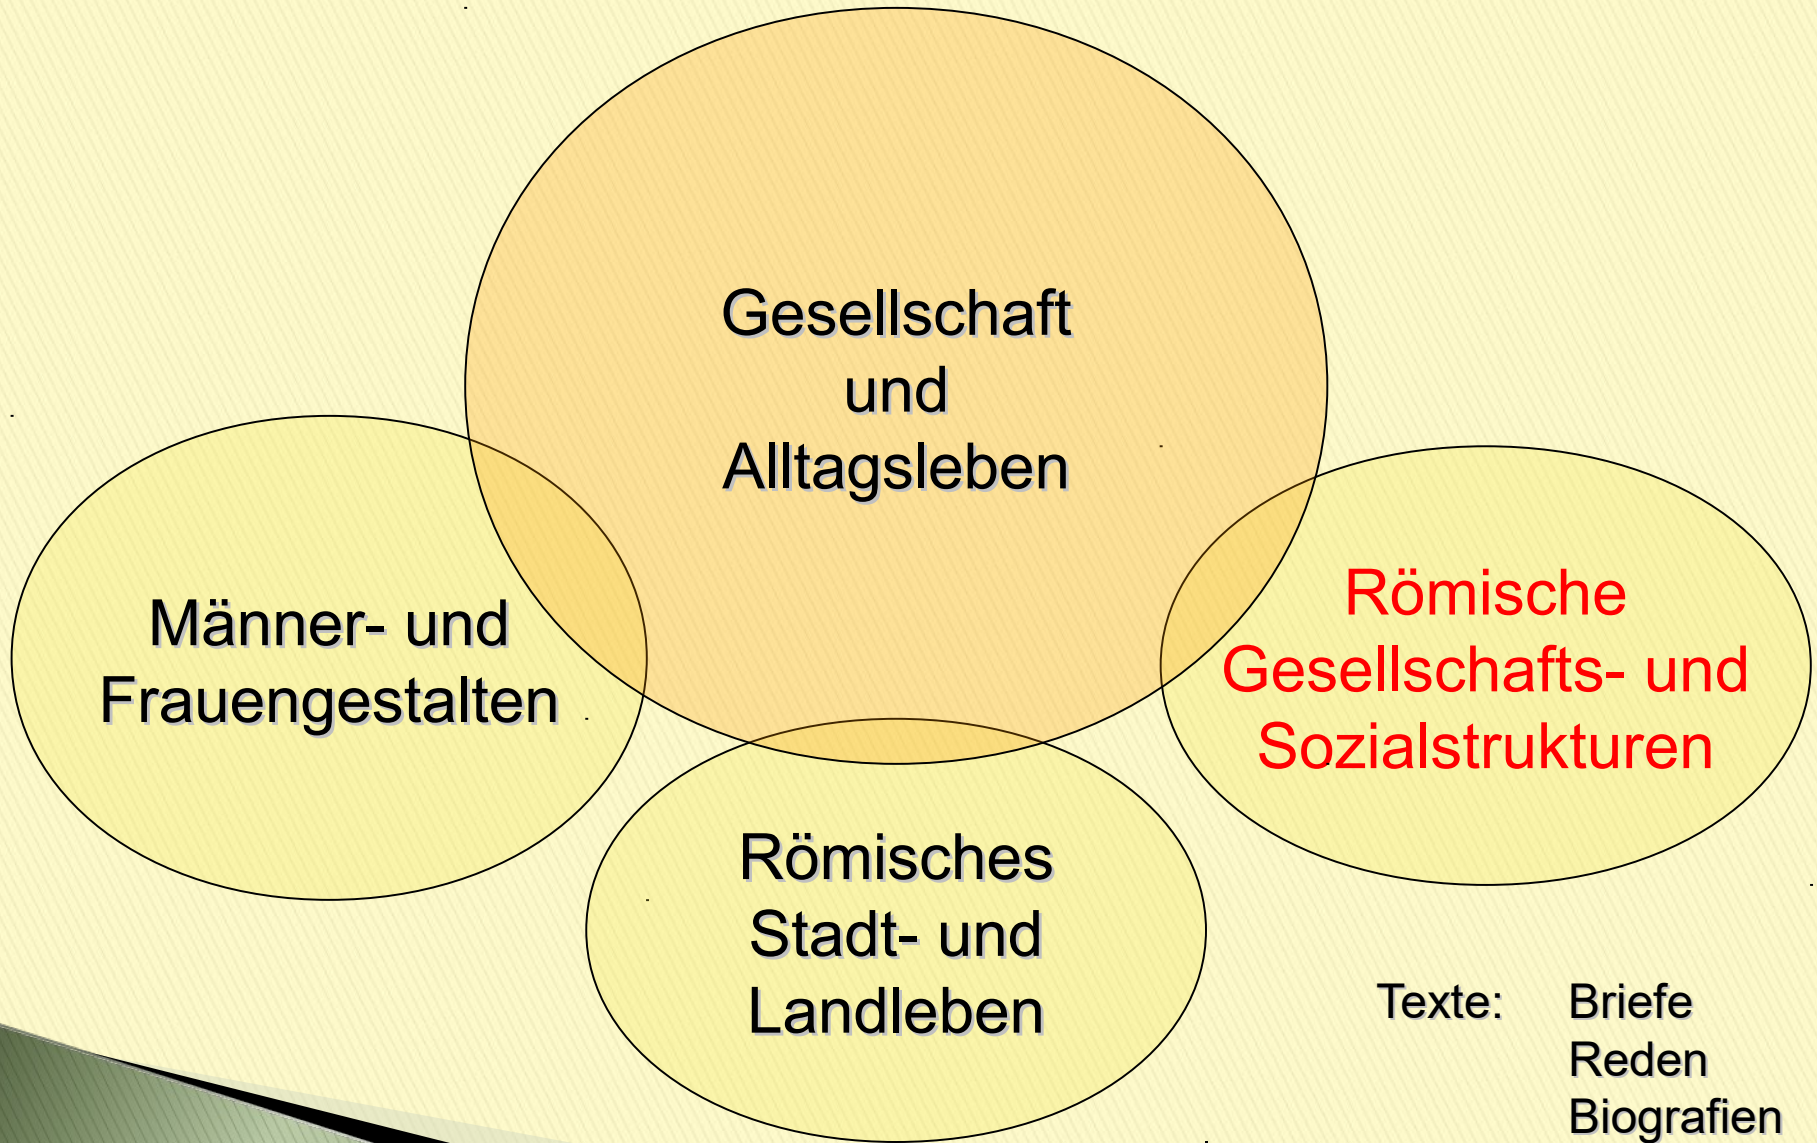 Gesellschaft
und
Alltagsleben
Männer- und
Frauengestalten
Römische
Gesellschafts- und
Sozialstrukturen
Römisches
Stadt- und
Landleben
Texte: Briefe
Reden
Biografien